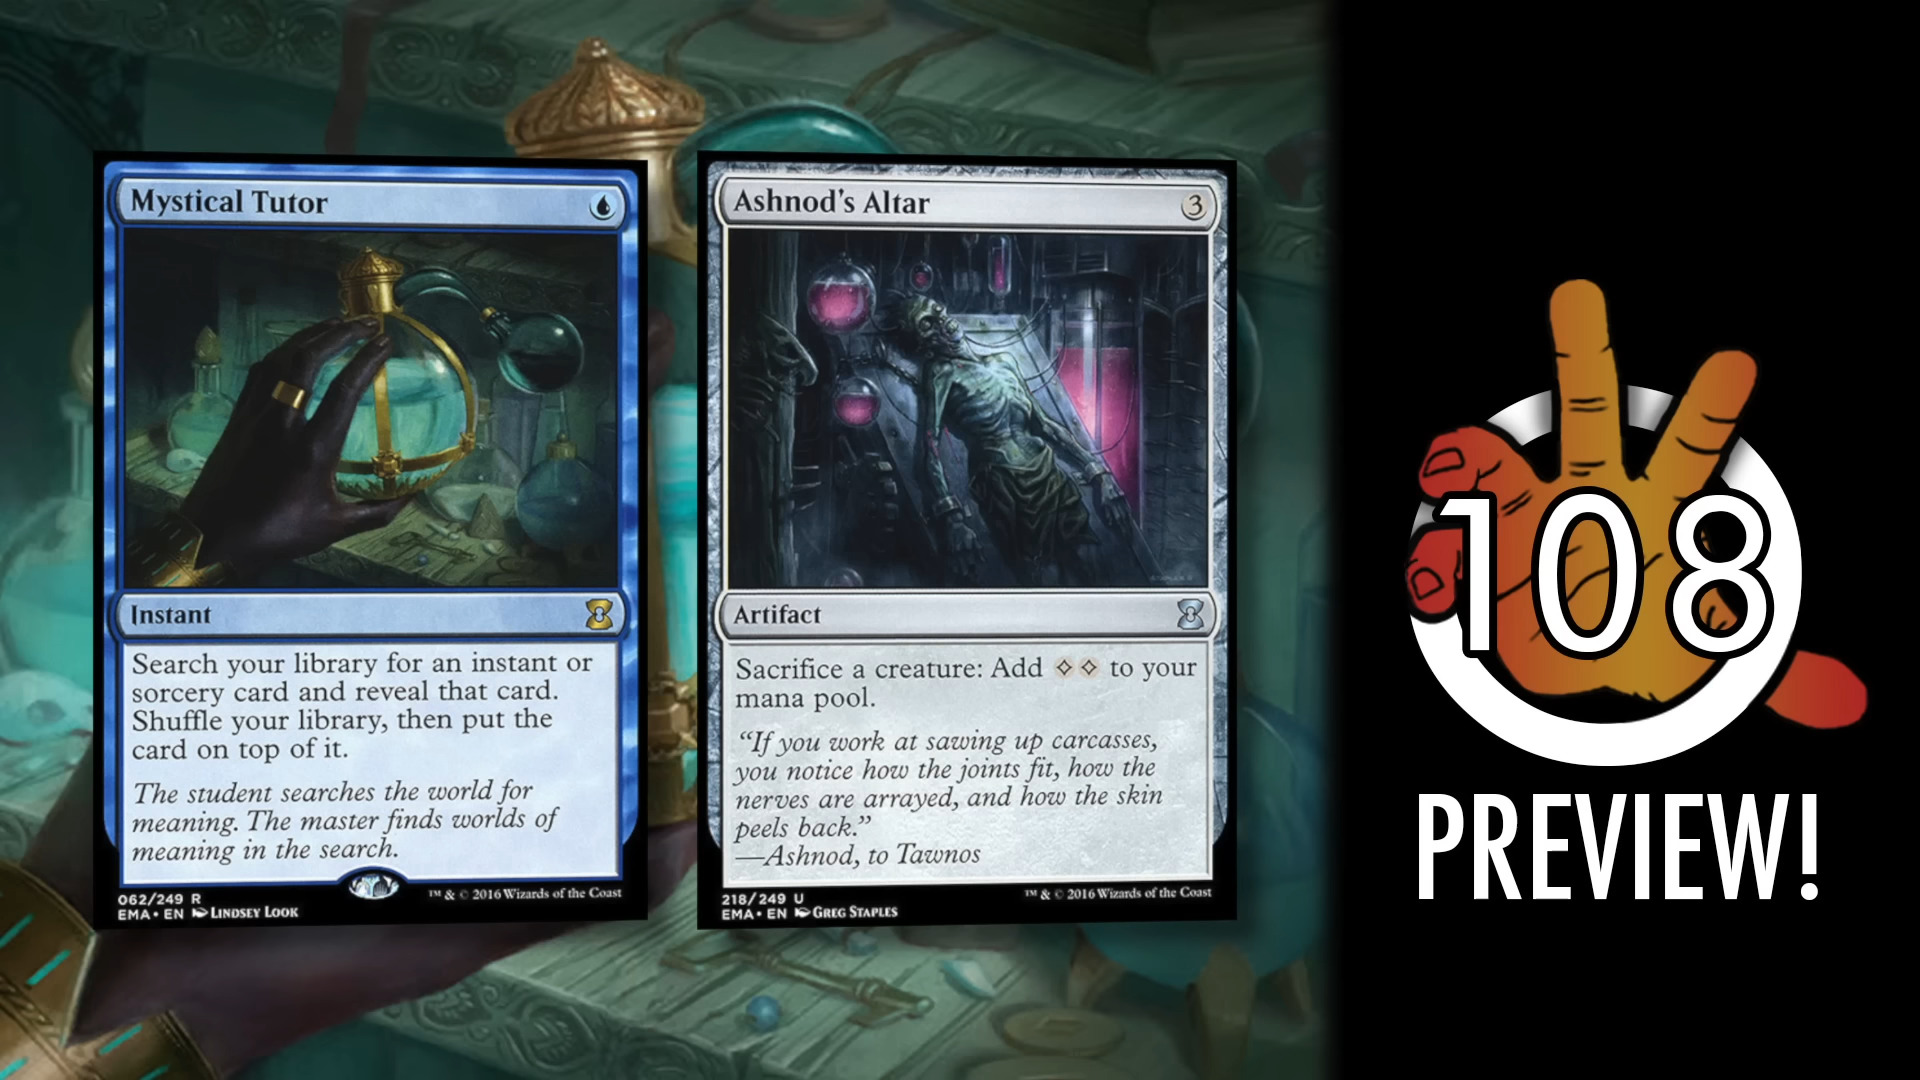 Mystical Tutor
Instant
Search your library for an instant or
sorcery card and reveal that card.
Shuffle your library, then put the
card on top of it.
The student searches the world for
meaning. The master finds worlds of
meaning in the search.
062/249 R
™ & © 2016 Wizards of the Coast
EMA • EN LINDSEY LOOK
Ashnod's Altar
3
Artifact
Sacrifice a creature: Add to your
mana pool.
“If you work at sawing up carcasses,
you notice how the joints fit, how the
nerves are arrayed, and how the skin
peels back.”
—Ashnod, to Tawnos
218/249 U
™ & © 2016 Wizards of the Coast
EMA • EN GREG STAPLES
108
PREVIEW!